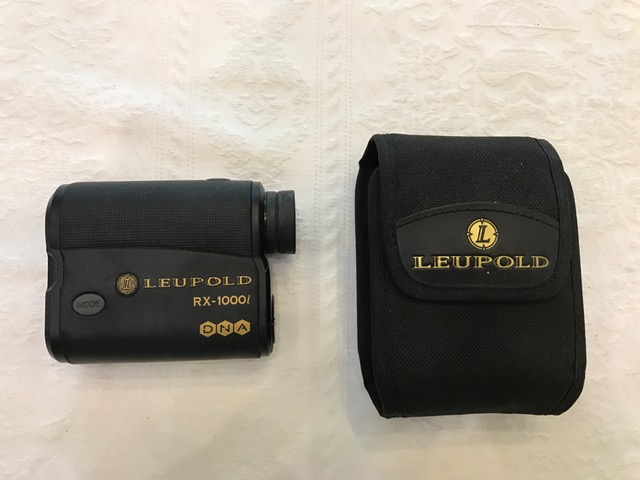 LEUPOLD
RX-1000i
MODE
DNA
L
LEUPOLD